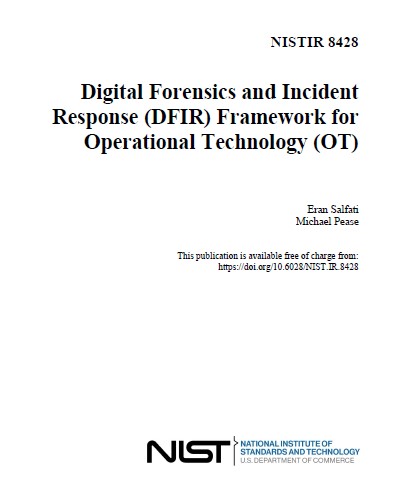 NISTIR 8428
Digital Forensics and Incident
Response (DFIR) Framework for
Operational Technology (OT)
Eran Salfati
Michael Pease
This publication is available free of charge from:
https://doi.org/10.6028/NIST.IR.8428
NIST
NATIONAL INSTITUTE OF
STANDARDS AND TECHNOLOGY
U.S. DEPARTMENT OF COMMERCE